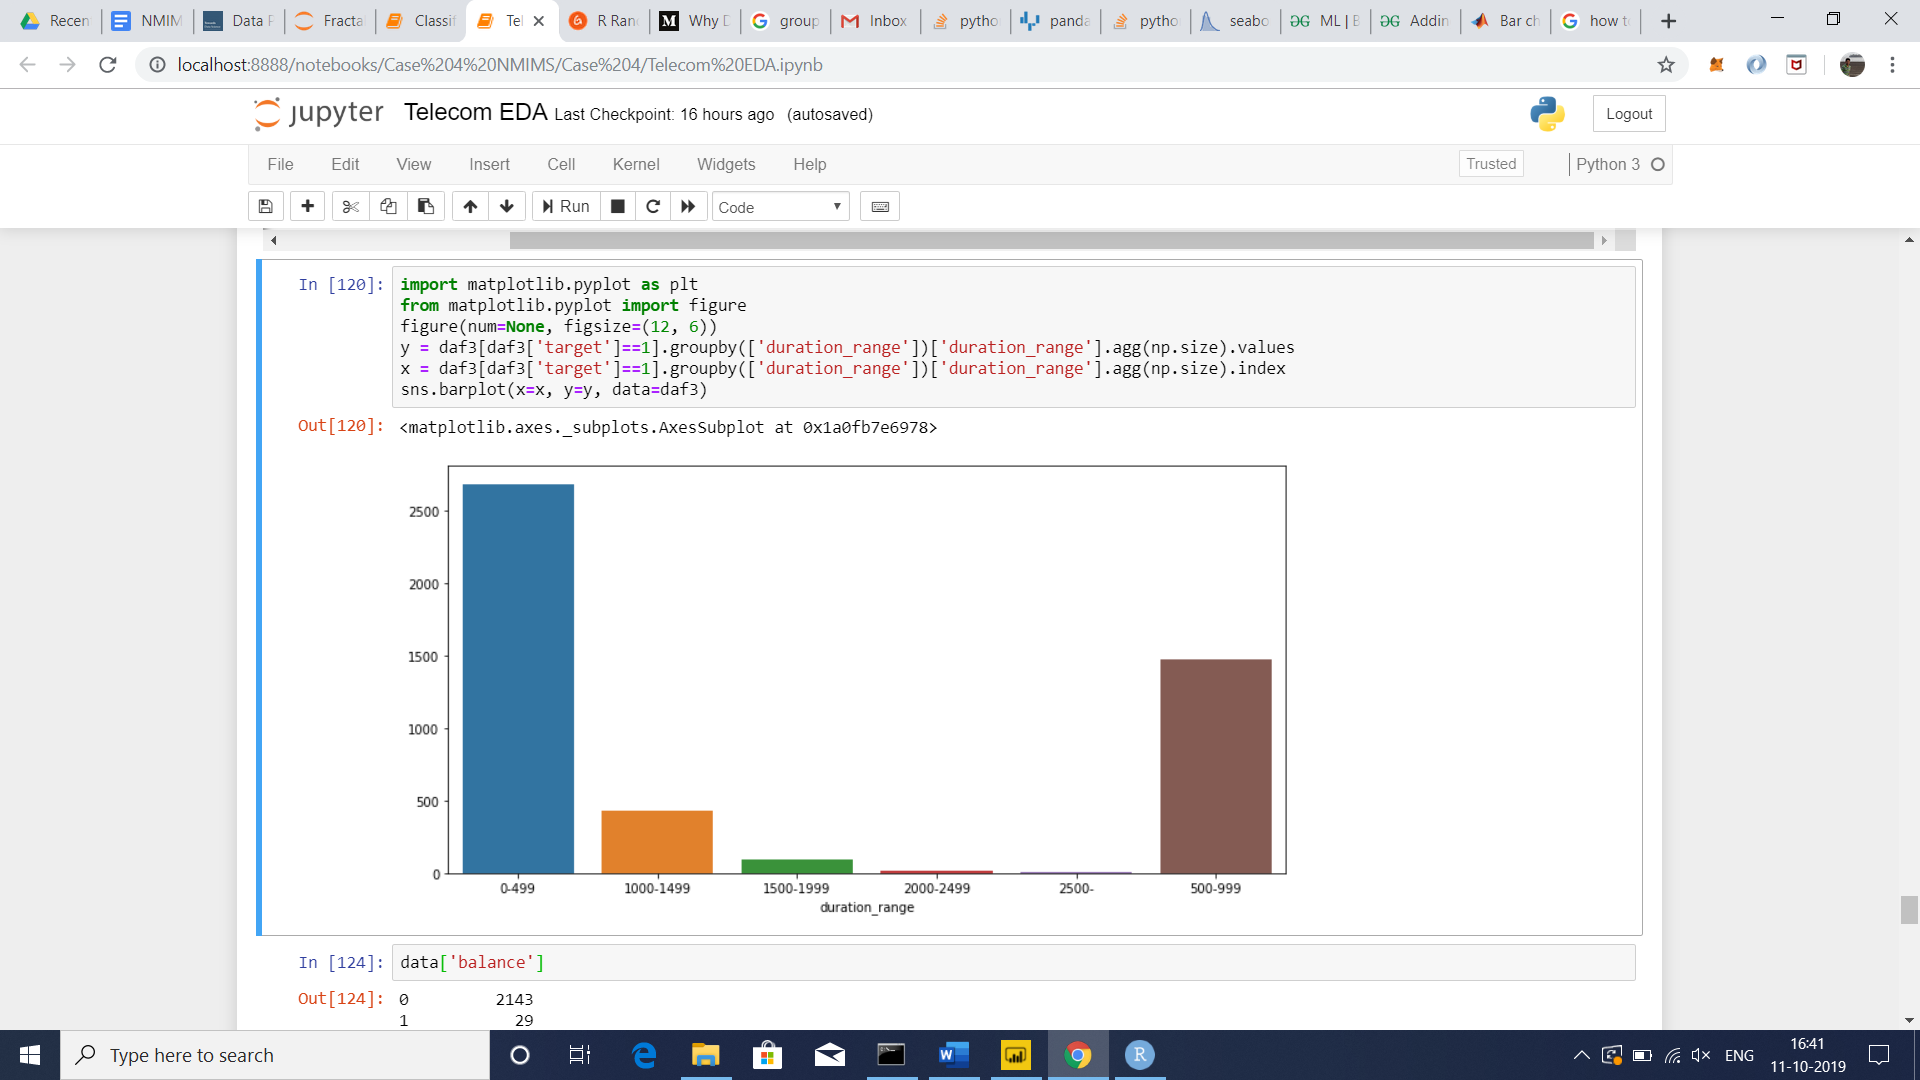 Recen NMIM Data F Fracta Classif Tel R Ran Why D group Inbox pytho panda pytho seabo ML | B Addin Bar ch how t
localhost:8888/notebooks/Case%204%20NMIMS/Case%204/Telecom%20EDA.ipynb
jupyter Telecom EDA Last Checkpoint: 16 hours ago (autosaved) Logout
File Edit View Insert Cell Kernel Widgets Help Trusted Python 3
Run Code
In [120]: import matplotlib.pyplot as plt
from matplotlib.pyplot import figure
figure(num=None, figsize=(12, 6))
y = daf3[daf3['target']==1].groupby(['duration_range'])['duration_range'].agg(np.size).values
x = daf3[daf3['target']==1].groupby(['duration_range'])['duration_range'].agg(np.size).index
sns.barplot(x=x, y=y, data=daf3)
Out[120]: <matplotlib.axes._subplots.AxesSubplot at 0x1a0fb7e6978>
2500
2000
1500
1000
500
0
0-499 1000-1499 1500-1999 2000-2499 2500- 500-999
duration_range
In [124]: data['balance']
Out[124]: 0 2143
1 29
Type here to search
ENG
16:41
11-10-2019